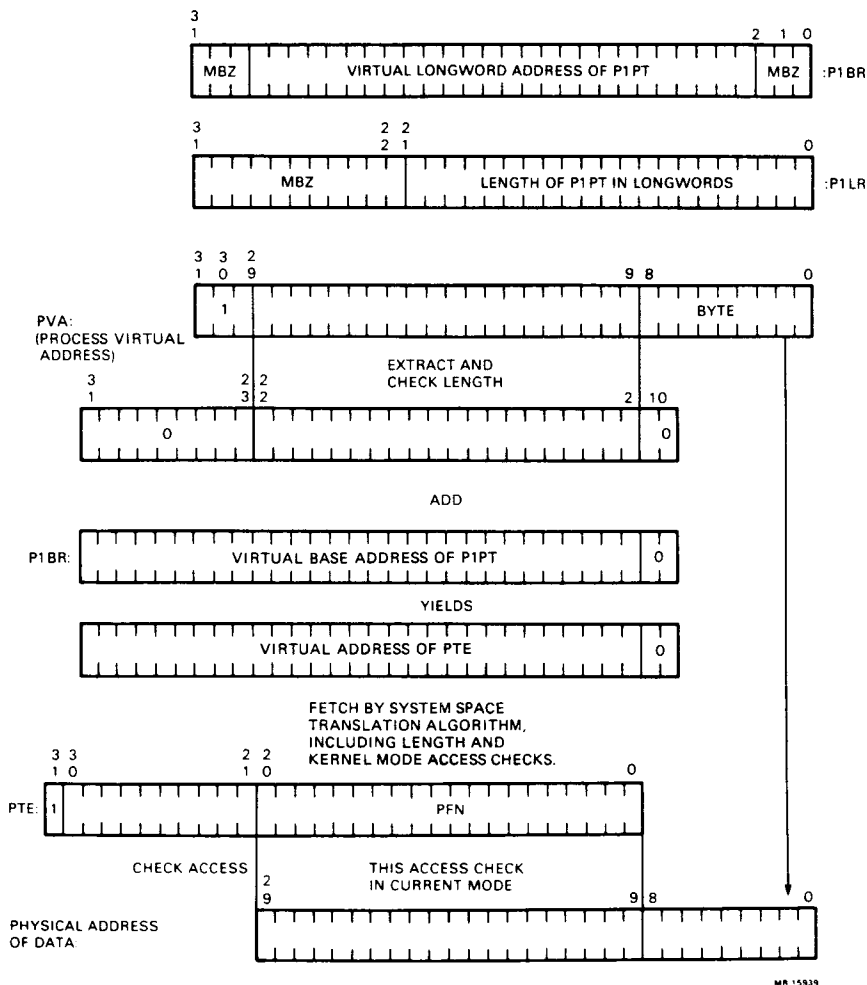 3
1 2 1 0
MBZ VIRTUAL LONGWORD ADDRESS OF P1PT MBZ :P1BR
3 2 2
1 2 1 0
MBZ LENGTH OF P1PT IN LONGWORDS :P1LR
3 3 2
1 0 9 9 8 0
1 BYTE
PVA:
(PROCESS VIRTUAL
ADDRESS)
EXTRACT AND
CHECK LENGTH
3 2 2
1 3 2 2 1 0
0 0
ADD
P1BR: VIRTUAL BASE ADDRESS OF P1PT 0
YIELDS
VIRTUAL ADDRESS OF PTE 0
FETCH BY SYSTEM SPACE
TRANSLATION ALGORITHM,
INCLUDING LENGTH AND
KERNEL MODE ACCESS CHECKS.
3 3 2 2
1 0 1 0 0
PTE: 1 PFN
CHECK ACCESS THIS ACCESS CHECK
IN CURRENT MODE
2
9 9 8 0
PHYSICAL ADDRESS
OF DATA:
MR 15939